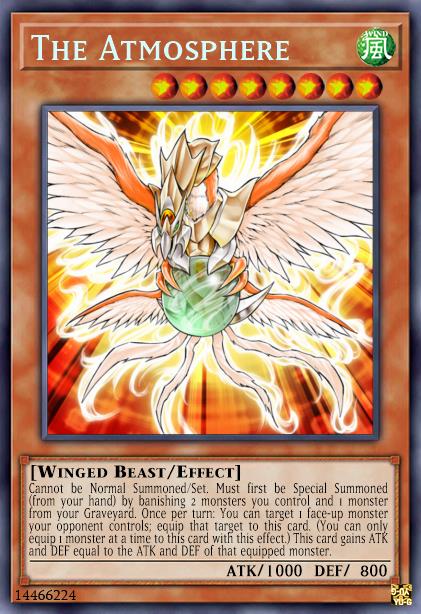 THE ATMOSPHERE
WIND
風
[WINGED BEAST/EFFECT]
Cannot be Normal Summoned/Set. Must first be Special Summoned
(from your hand) by banishing 2 monsters you control and 1 monster
from your Graveyard. Once per turn: You can target 1 face-up monster
your opponent controls; equip that target to this card. (You can only
equip 1 monster at a time to this card with this effect.) This card gains ATK
and DEF equal to the ATK and DEF of that equipped monster.
ATK/1000 DEF/ 800
14466224